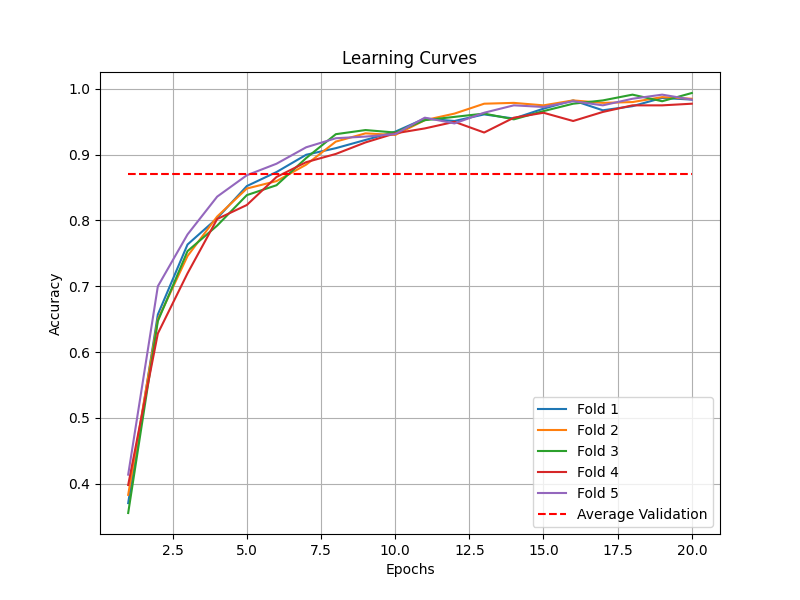 Learning Curves
1.0
0.9
0.8
0.7
0.6
0.5
0.4
Accuracy
2.5 5.0 7.5 10.0 12.5 15.0 17.5 20.0
Epochs
Fold 1
Fold 2
Fold 3
Fold 4
Fold 5
Average Validation